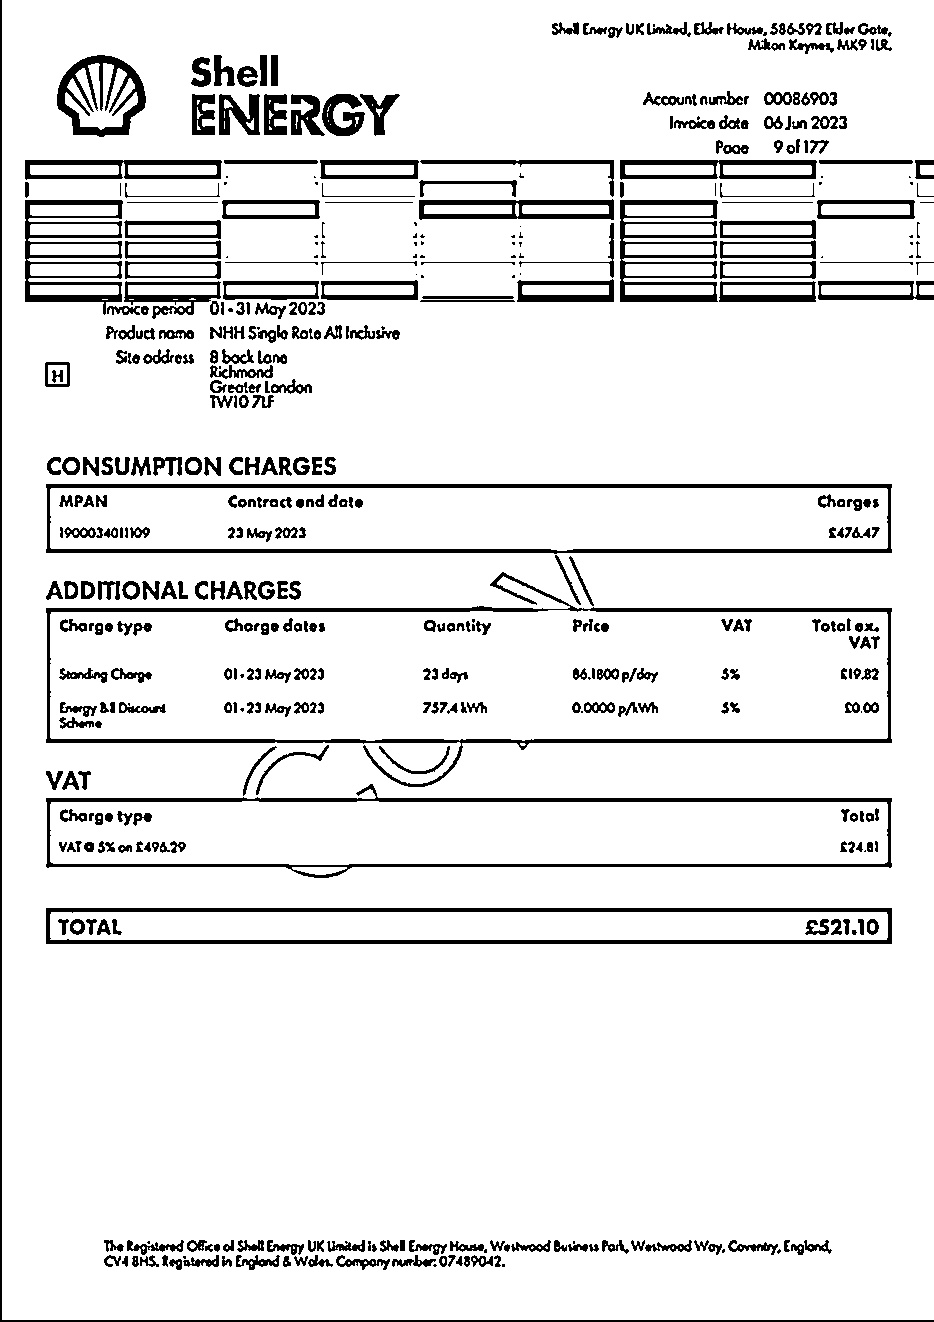 Shell Energy UK Limited, Elder House, 586-592 Elder Gate,
Milton Keynes, MK9 1LR.
Shell
ENERGY
Account number 00086903
Invoice date 06 Jun 2023
Page 9 of 177
Invoice period 01 - 31 May 2023
Product name NHH Single Rate All Inclusive
Site address 8 back Lane
Richmond
Greater London
TW10 7LF
H
CONSUMPTION CHARGES
MPAN Contract end date Charges
1900034011109 23 May 2023 £476.47
ADDITIONAL CHARGES
Charge type Charge dates Quantity Price VAT Total ex.
VAT
Standing Charge 01 - 23 May 2023 23 days 86.1800 p/day 5% £19.82
Energy Bill Discount 01 - 23 May 2023 757.4 kWh 0.0000 p/kWh 5% £0.00
Scheme
VAT
Charge type Total
VAT @ 5% on £496.29 £24.81
TOTAL £521.10
The Registered Office of Shell Energy UK Limited is Shell Energy House, Westwood Business Park, Westwood Way, Coventry, England,
CV4 8HS. Registered in England & Wales. Company number: 07489042.